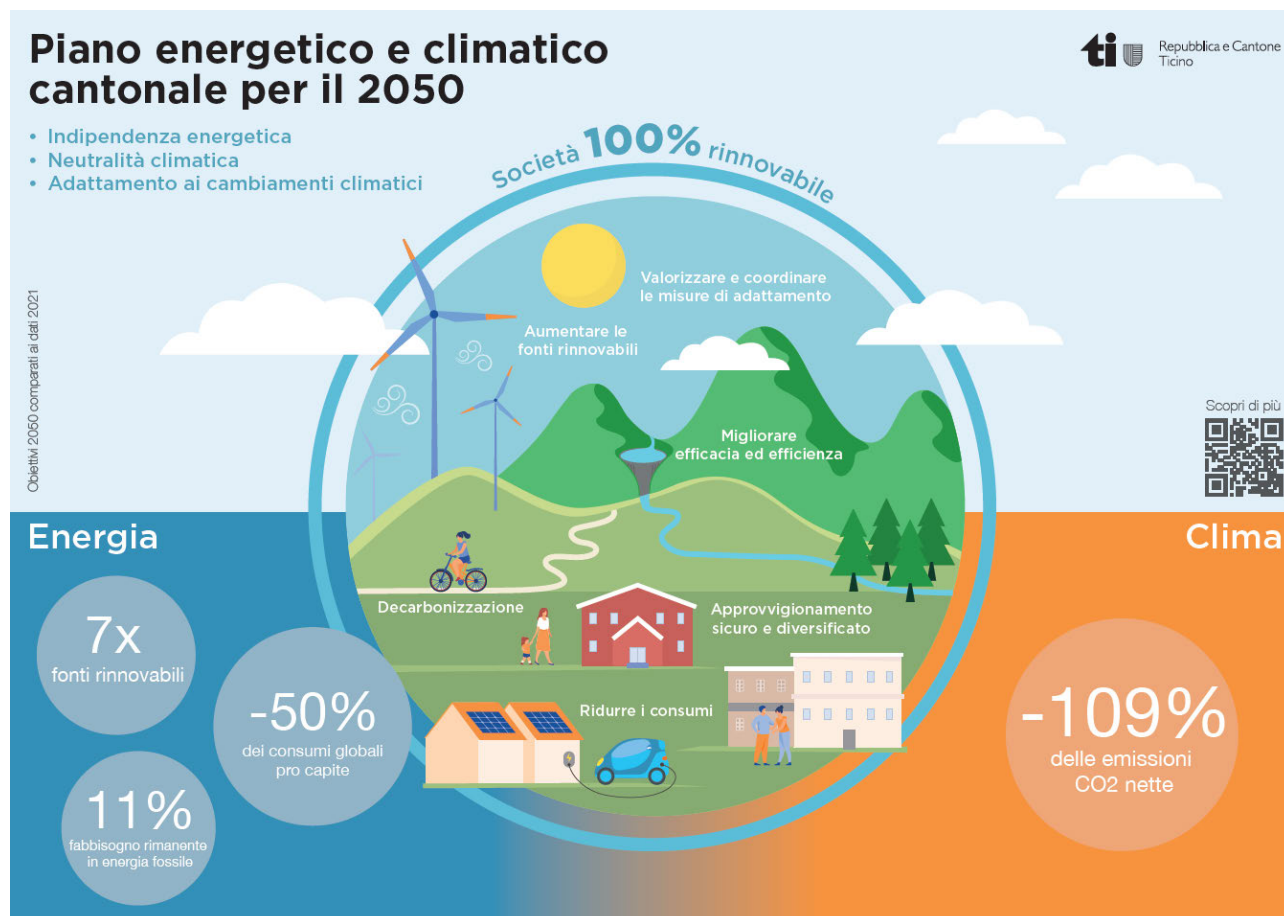 Piano energetico e climatico
cantonale per il 2050
• Indipendenza energetica
• Neutralità climatica
• Adattamento ai cambiamenti climatici
ti
Repubblica e Cantone
Ticino
Società 100% rinnovabile
Valorizzare e coordinare
le misure di adattamento
Aumentare le
fonti rinnovabili
Migliorare
efficacia ed efficienza
Obiettivi 2050 comparati ai dati 2021
Scopri di più
Energia
Clima
Decarbonizzazione
Approvvigionamento
sicuro e diversificato
Ridurre i consumi
7x
fonti rinnovabili
-50%
dei consumi globali
pro capite
11%
fabbisogno rimanente
in energia fossile
-109%
delle emissioni
CO2 nette